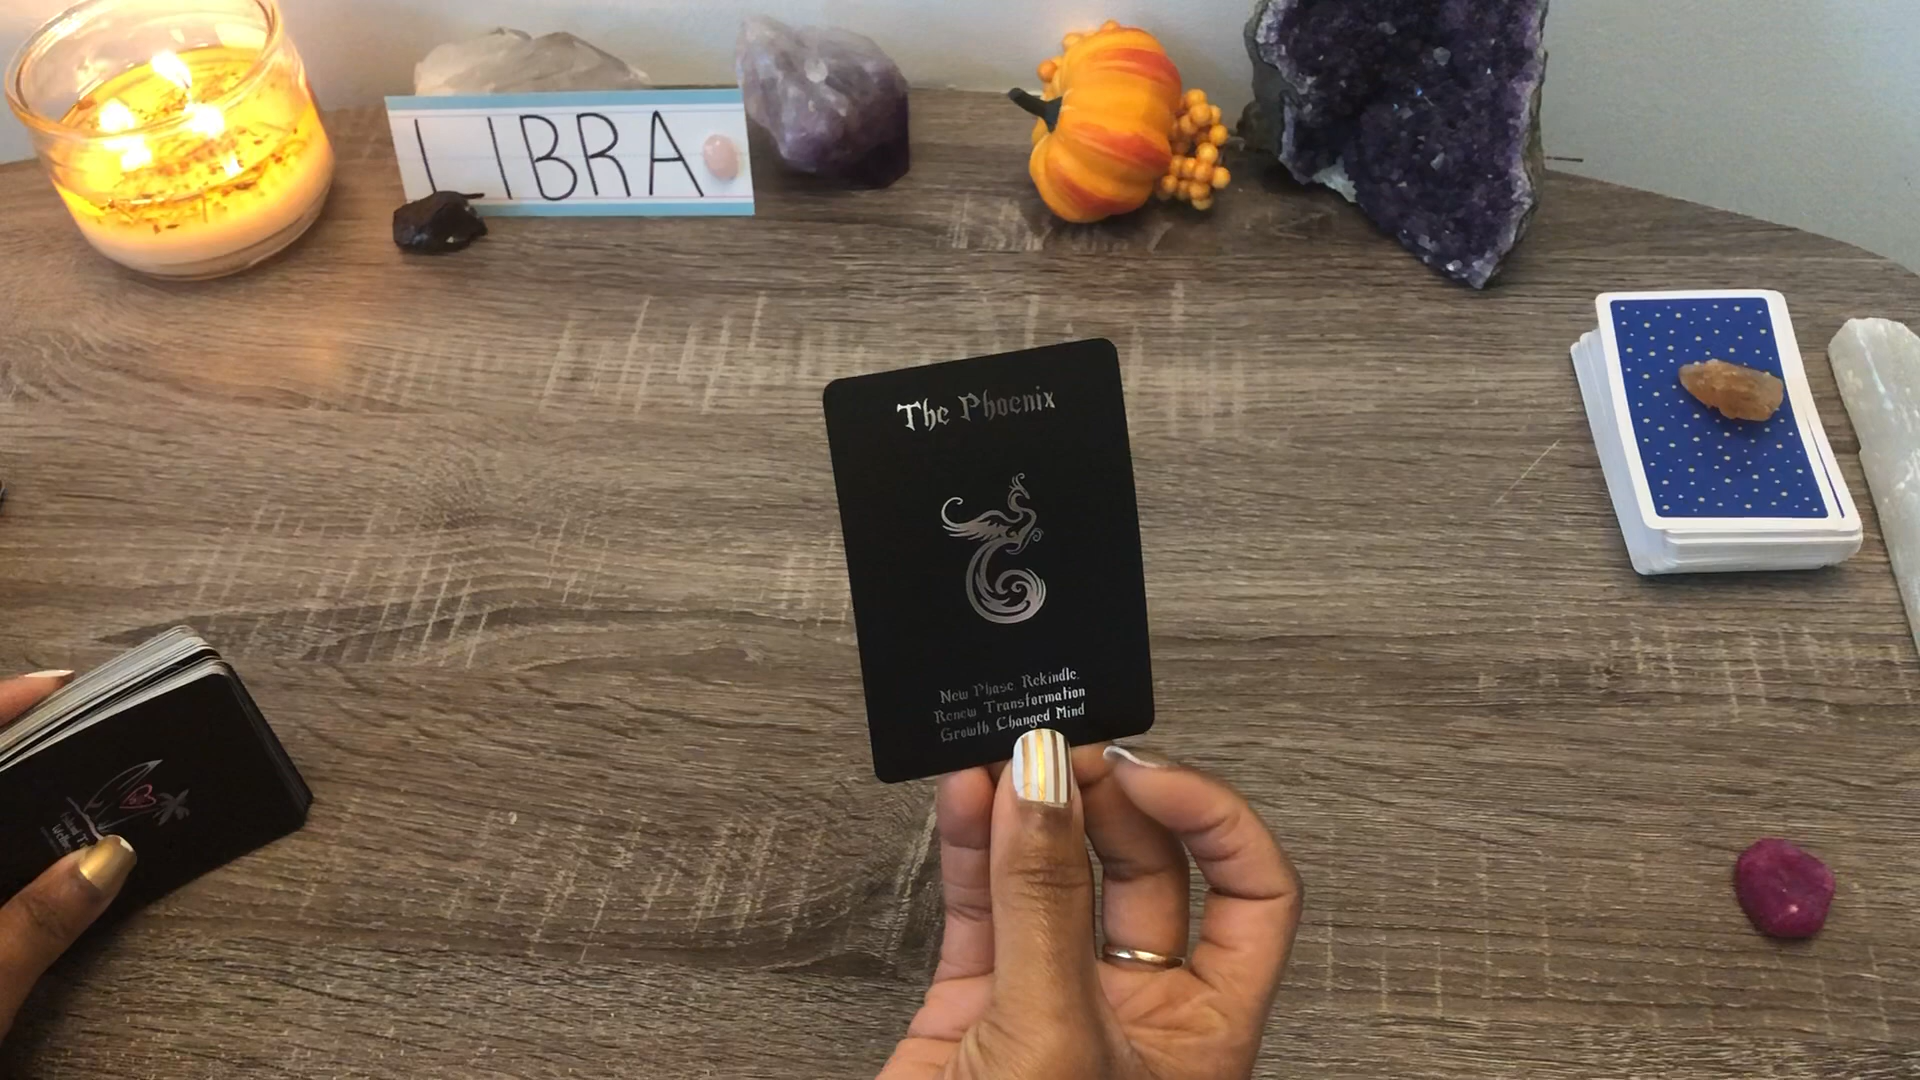 LIBRA
The Phoenix
New Phase Rekindle.
Renew Transformation
Growth Changed Mind